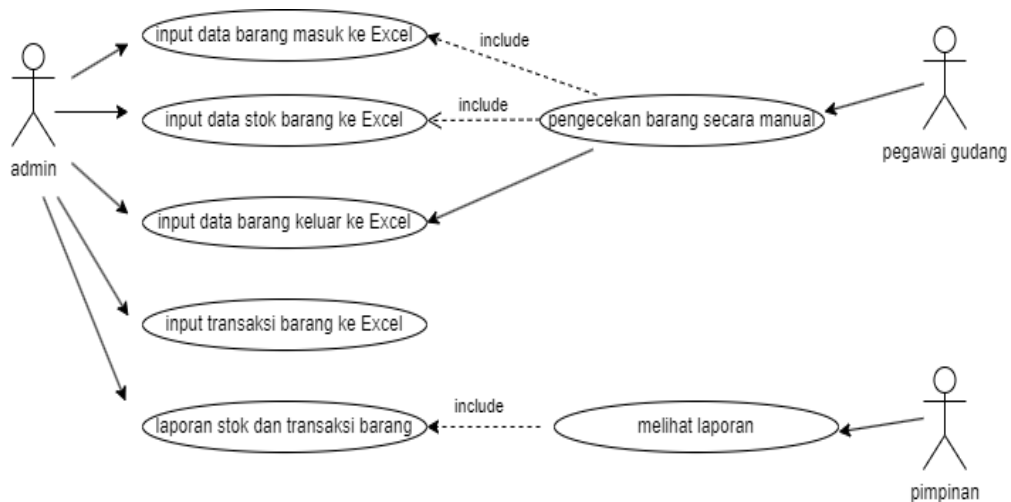 input data barang masuk ke Excel
include
input data stok barang ke Excel
include
pengecekan barang secara manual
pegawai gudang
admin
input data barang keluar ke Excel
input transaksi barang ke Excel
laporan stok dan transaksi barang
include
melihat laporan
pimpinan